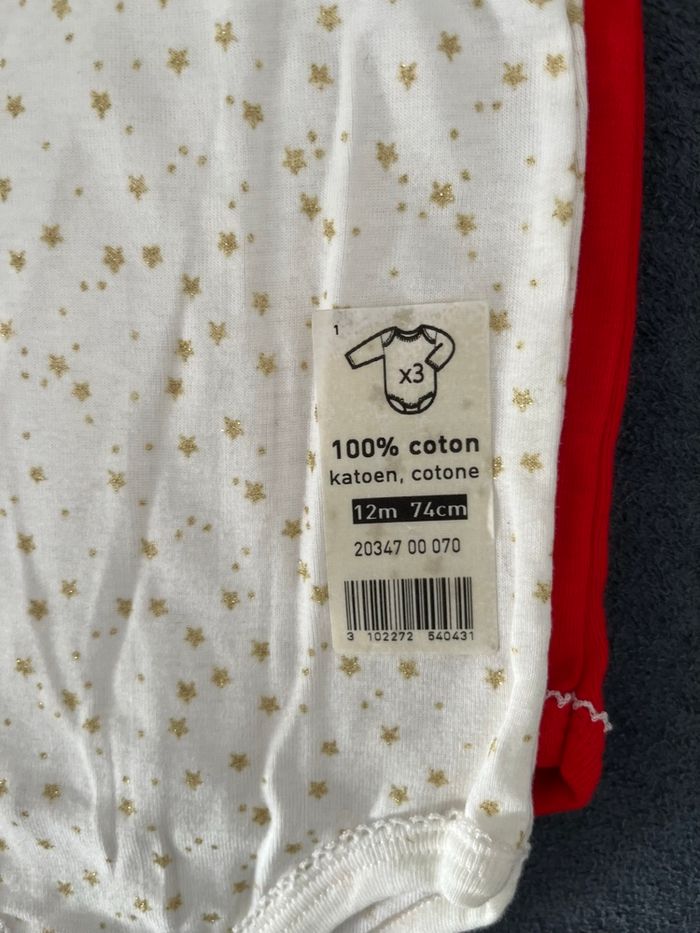 1
x3
100% coton
katoen, cotone
12m 74cm
20347 00 070
3 102272 540431